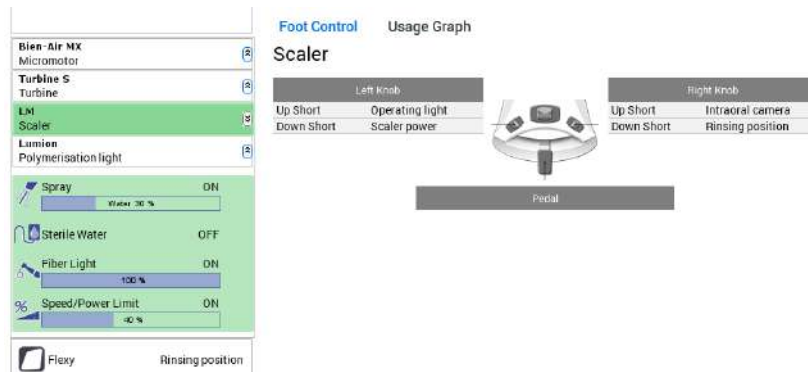 Foot Control Usage Graph
Scaler
Bien-Air MX
Micromotor
Turbine S
Turbine
LM
Scaler
Lumion
Polymerisation light
Spray ON
Water 30 %
Sterile Water OFF
Fiber Light ON
100 %
Speed/Power Limit ON
40 %
Flexy Rinsing position
Left Knob
Up Short Operating light
Down Short Scaler power
Right Knob
Up Short Intraoral camera
Down Short Rinsing position
Pedal